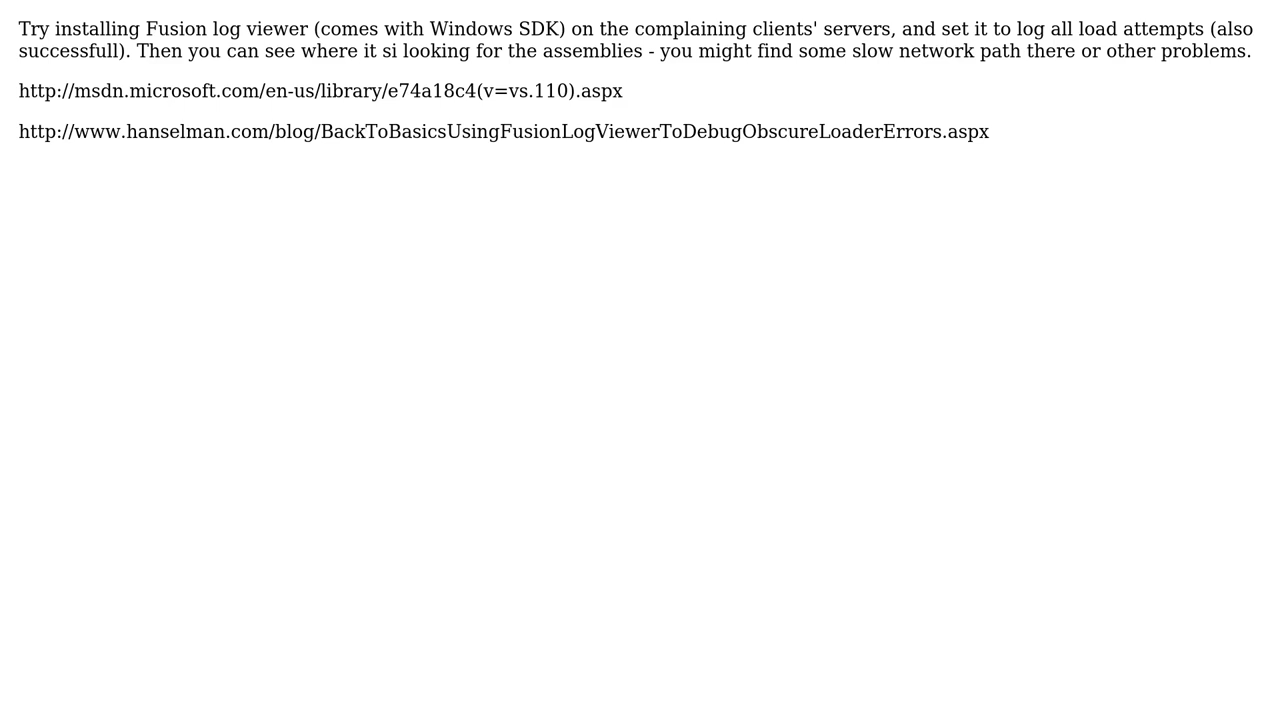 Try installing Fusion log viewer (comes with Windows SDK) on the complaining clients' servers, and set it to log all load attempts (also
successfull). Then you can see where it si looking for the assemblies - you might find some slow network path there or other problems.
http://msdn.microsoft.com/en-us/library/e74a18c4(v=vs.110).aspx
http://www.hanselman.com/blog/BackToBasicsUsingFusionLogViewerToDebugObscureLoaderErrors.aspx